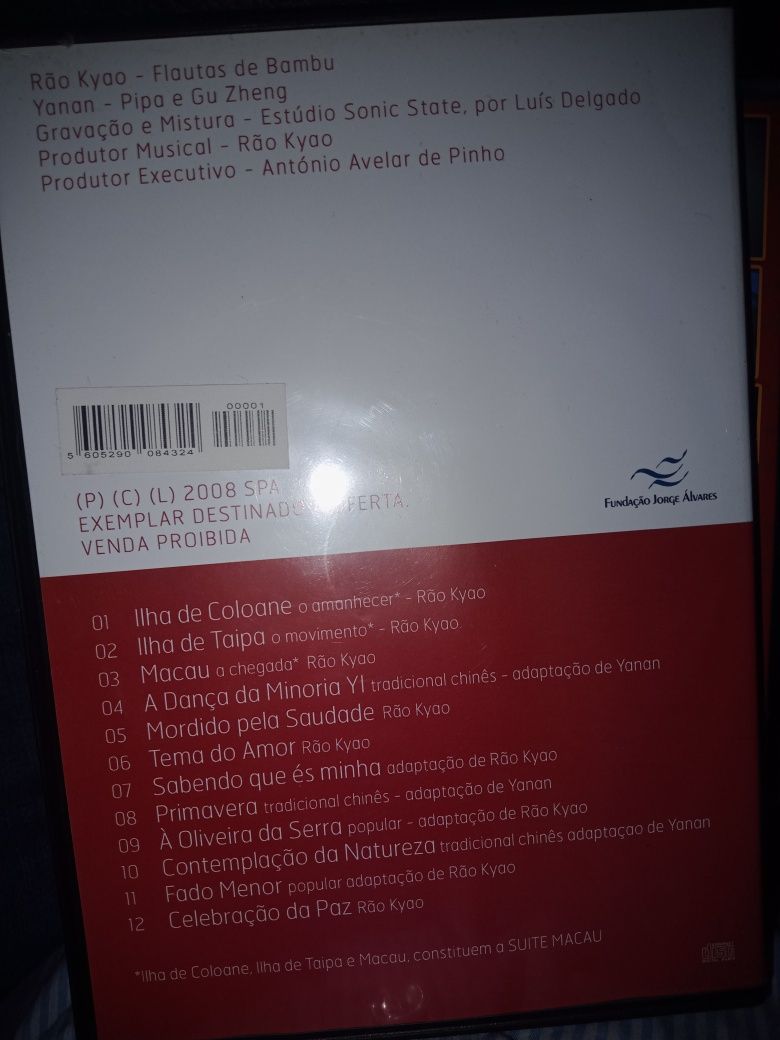 Rão Kyao - Flautas de Bambu
Yanan - Pipa e Gu Zheng
Gravação e Mistura - Estúdio Sonic State, por Luís Delgado
Produtor Musical - Rão Kyao
Produtor Executivo - António Avelar de Pinho
00001
5 605290 084324
(P) (C) (L) 2008 SPA
EXEMPLAR DESTINADO OFERTA.
VENDA PROIBIDA
FUNDAÇÃO JORGE ÁLVARES
01 Ilha de Coloane o amanhecer* - Rão Kyao
02 Ilha de Taipa o movimento* - Rão Kyao
03 Macau a chegada* Rão Kyao
04 A Dança da Minoria YI tradicional chinês - adaptação de Yanan
05 Mordido pela Saudade Rão Kyao
06 Tema do Amor Rão Kyao
07 Sabendo que és minha adaptação de Rão Kyao
08 Primavera tradicional chinês - adaptação de Yanan
09 À Oliveira da Serra popular - adaptação de Rão Kyao
10 Contemplação da Natureza tradicional chinês adaptaçao de Yanan
11 Fado Menor popular adaptação de Rão Kyao
12 Celebração da Paz Rão Kyao
*Ilha de Coloane, Ilha de Taipa e Macau, constituem a SUITE MACAU